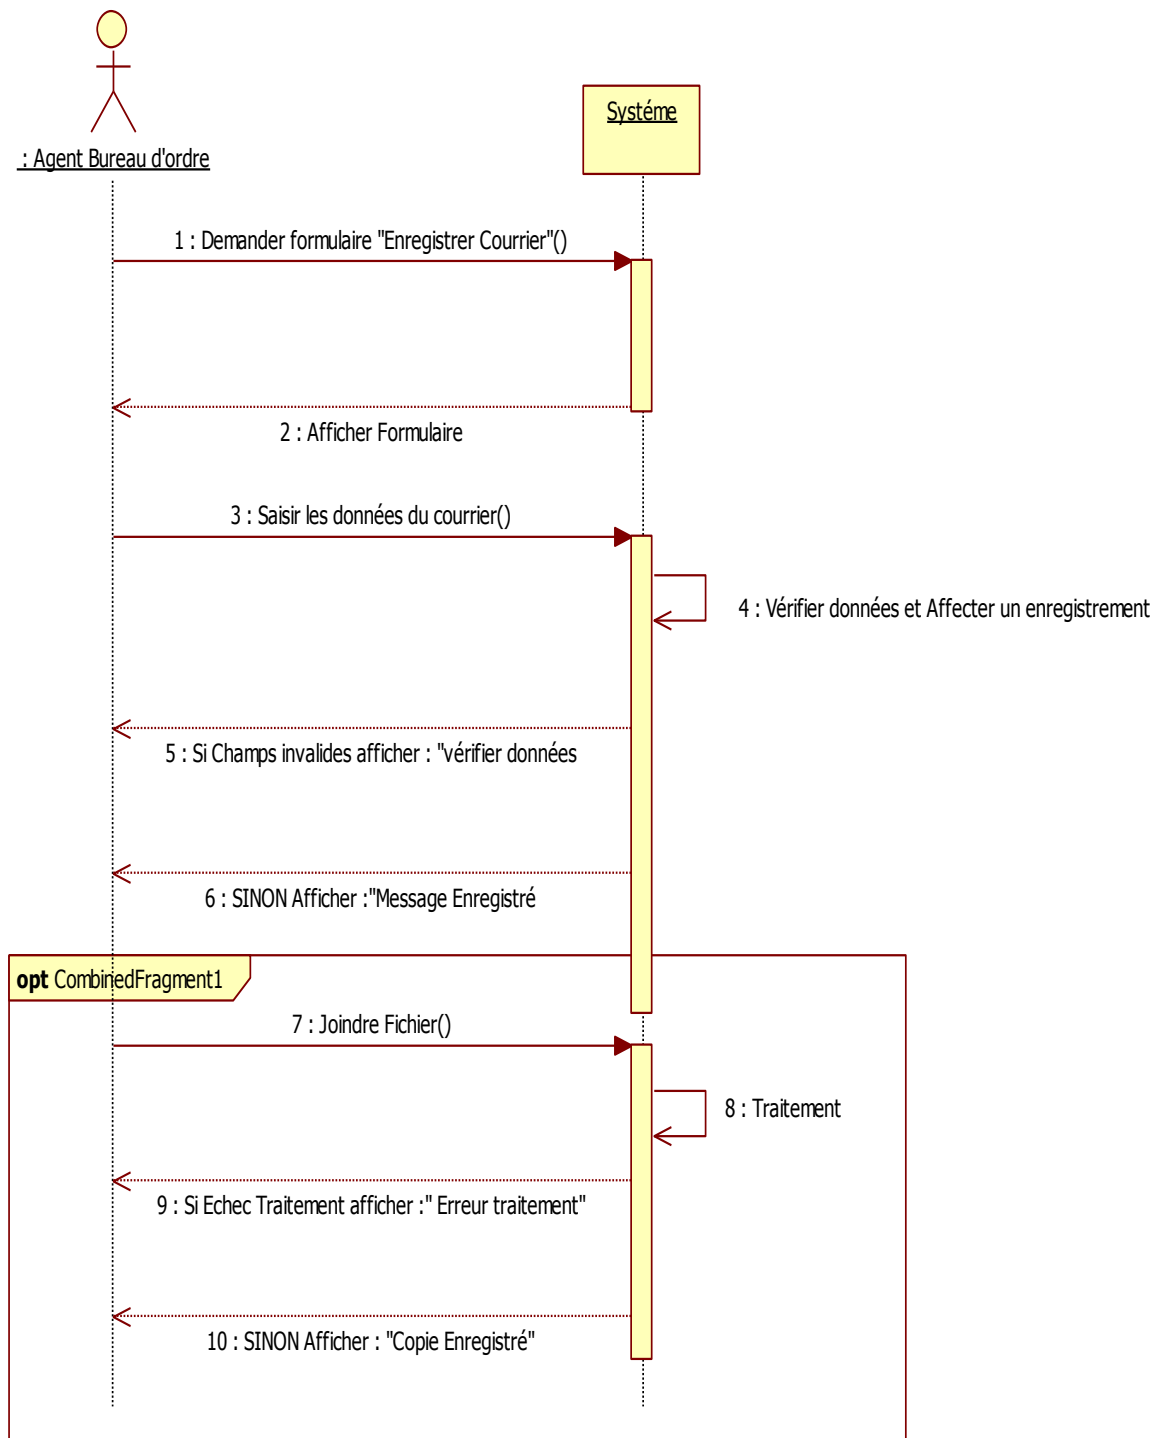 Systéme
: Agent Bureau d'ordre
1 : Demander formulaire "Enregistrer Courrier"()
2 : Afficher Formulaire
3 : Saisir les données du courrier()
4 : Vérifier données et Affecter un enregistrement
5 : Si Champs invalides afficher : "vérifier données
6 : SINON Afficher :"Message Enregistré
opt CombinedFragment1
7 : Joindre Fichier()
8 : Traitement
9 : Si Echec Traitement afficher :" Erreur traitement"
10 : SINON Afficher : "Copie Enregistré"